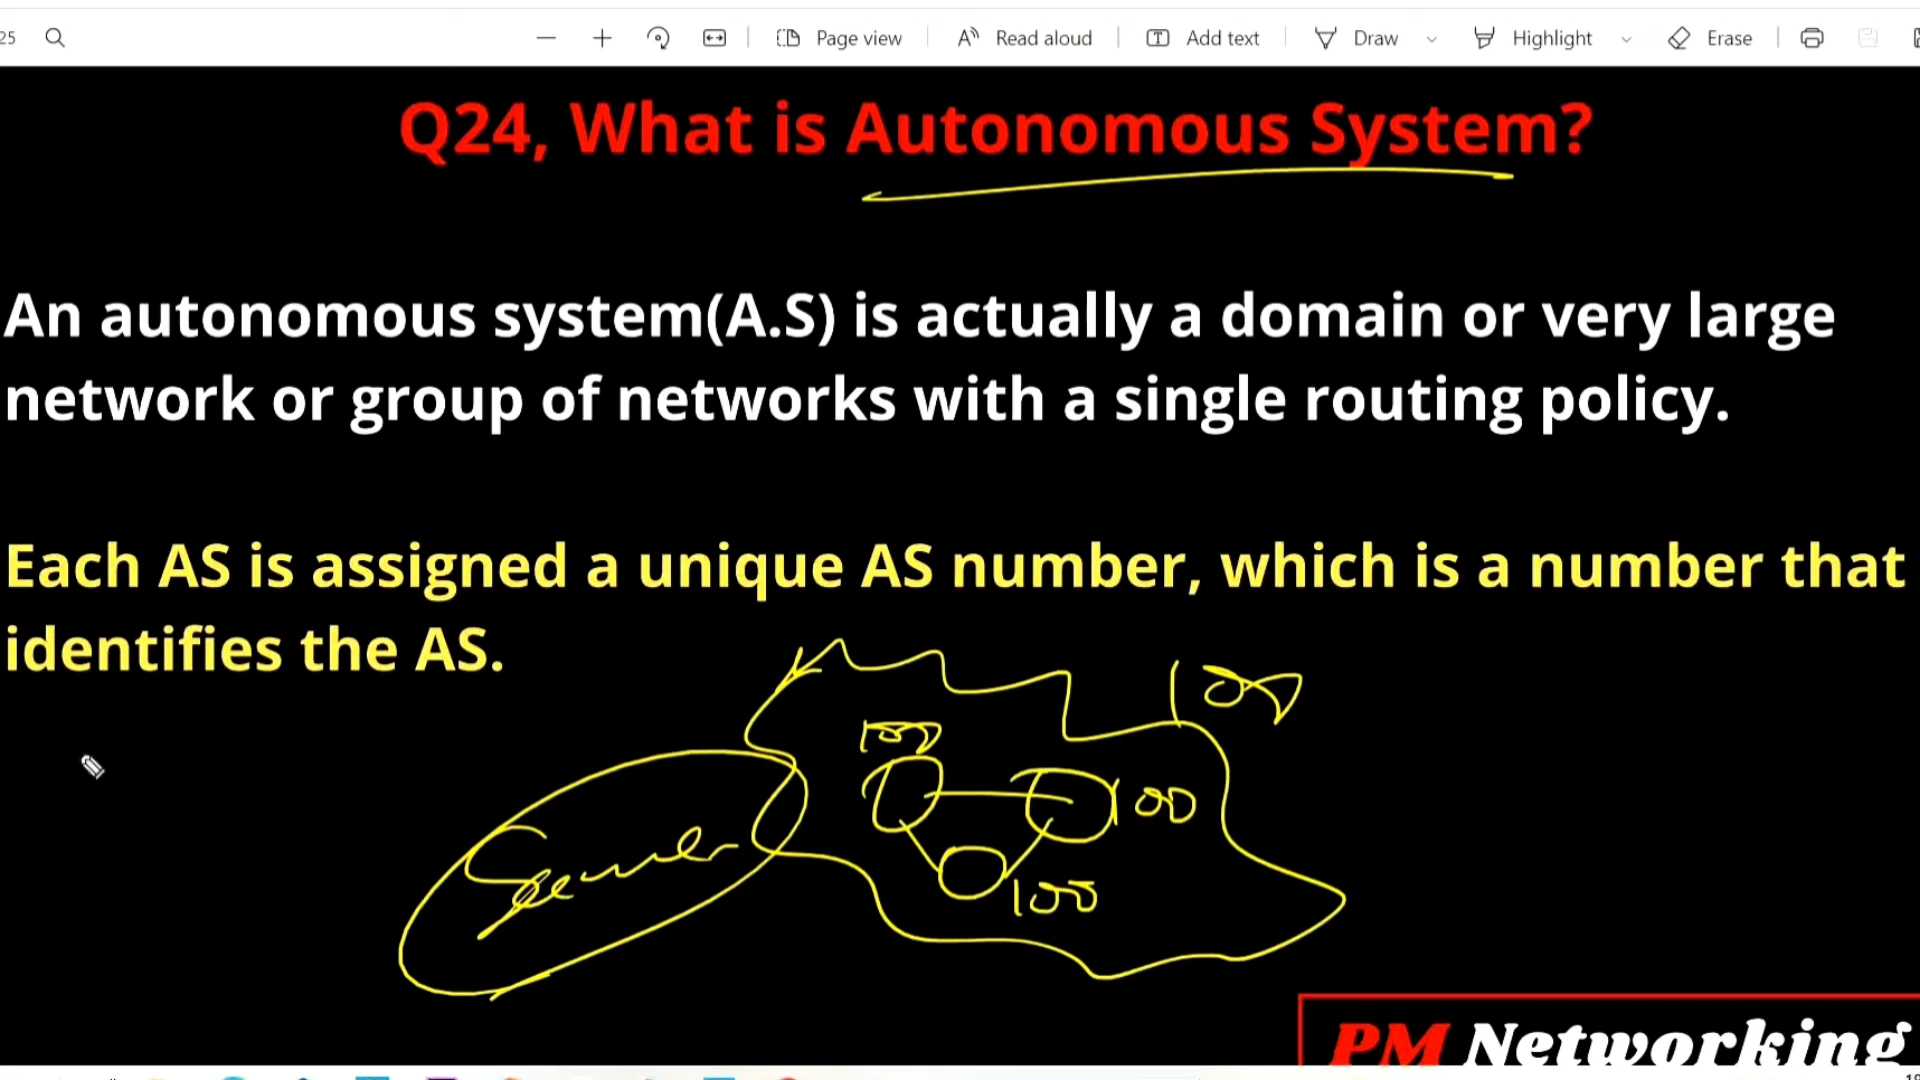 25
Page view
Read aloud
Add text
Draw
Highlight
Erase
Q24, What is Autonomous System?
An autonomous system(A.S) is actually a domain or very large
network or group of networks with a single routing policy.
Each AS is assigned a unique AS number, which is a number that
identifies the AS.
100
100
100
100
PM Networking